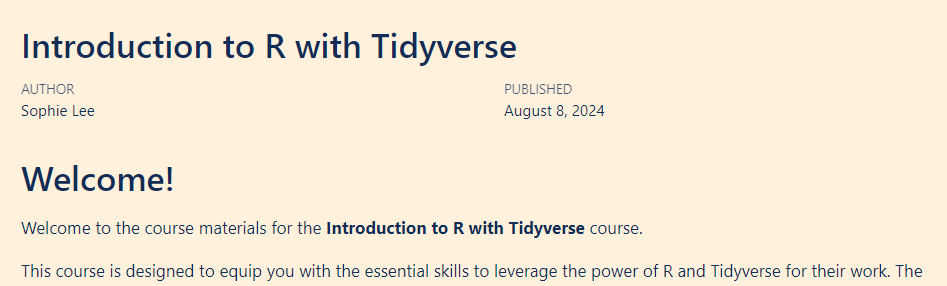 Introduction to R with Tidyverse
AUTHOR
PUBLISHED
Sophie Lee
August 8, 2024
Welcome!
Welcome to the course materials for the Introduction to R with Tidyverse course.
This course is designed to equip you with the essential skills to leverage the power of R and Tidyverse for their work. The